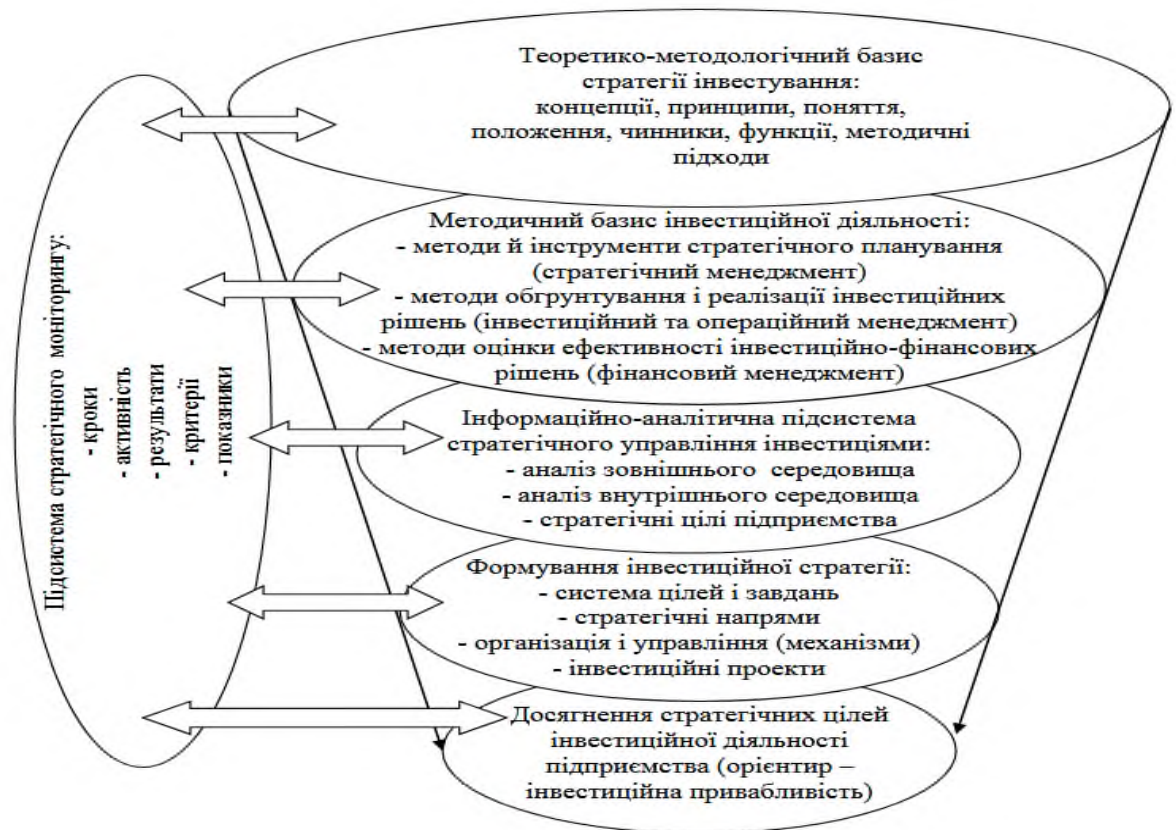 Підсистема стратегічного моніторингу:
- кроки
- активність
- результати
- критерії
- показники
Теоретико-методологічний базис
стратегії інвестування:
концепції, принципи, поняття,
положення, чинники, функції, методичні
підходи
Методичний базис інвестиційної діяльності:
- методи й інструменти стратегічного планування
(стратегічний менеджмент)
- методи обгрунтування і реалізації інвестиційних
рішень (інвестиційний та операційний менеджмент)
- методи оцінки ефективності інвестиційно-фінансових
рішень (фінансовий менеджмент)
Інформаційно-аналітична підсистема
стратегічного управління інвестиціями:
- аналіз зовнішнього середовища
- аналіз внутрішнього середовища
- стратегічні цілі підприємства
Формування інвестиційної стратегії:
- система цілей і завдань
- стратегічні напрями
- організація і управління (механізми)
- інвестиційні проекти
Досягнення стратегічних цілей
інвестиційної діяльності
підприємства (орієнтир –
інвестиційна привабливість)